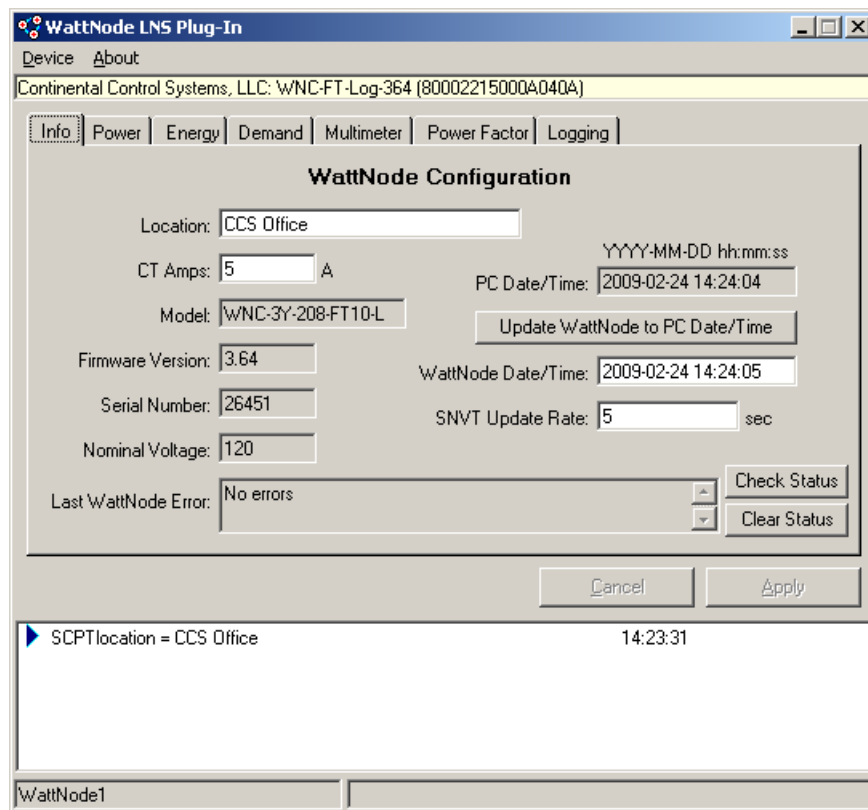 WattNode LNS Plug-In
Device About
Continental Control Systems, LLC: WNC-FT-Log-364 (80002215000A040A)
Info Power Energy Demand Multimeter Power Factor Logging
WattNode Configuration
Location: CCS Office
YYYY-MM-DD hh:mm:ss
CT Amps: 5 A
PC Date/Time: 2009-02-24 14:24:04
Model: WNC-3Y-208-FT10-L
Update WattNode to PC Date/Time
Firmware Version: 3.64
WattNode Date/Time: 2009-02-24 14:24:05
Serial Number: 26451
SNVT Update Rate: 5 sec
Nominal Voltage: 120
Last WattNode Error: No errors
Check Status
Clear Status
Cancel Apply
SCPTlocation = CCS Office 14:23:31
WattNode1